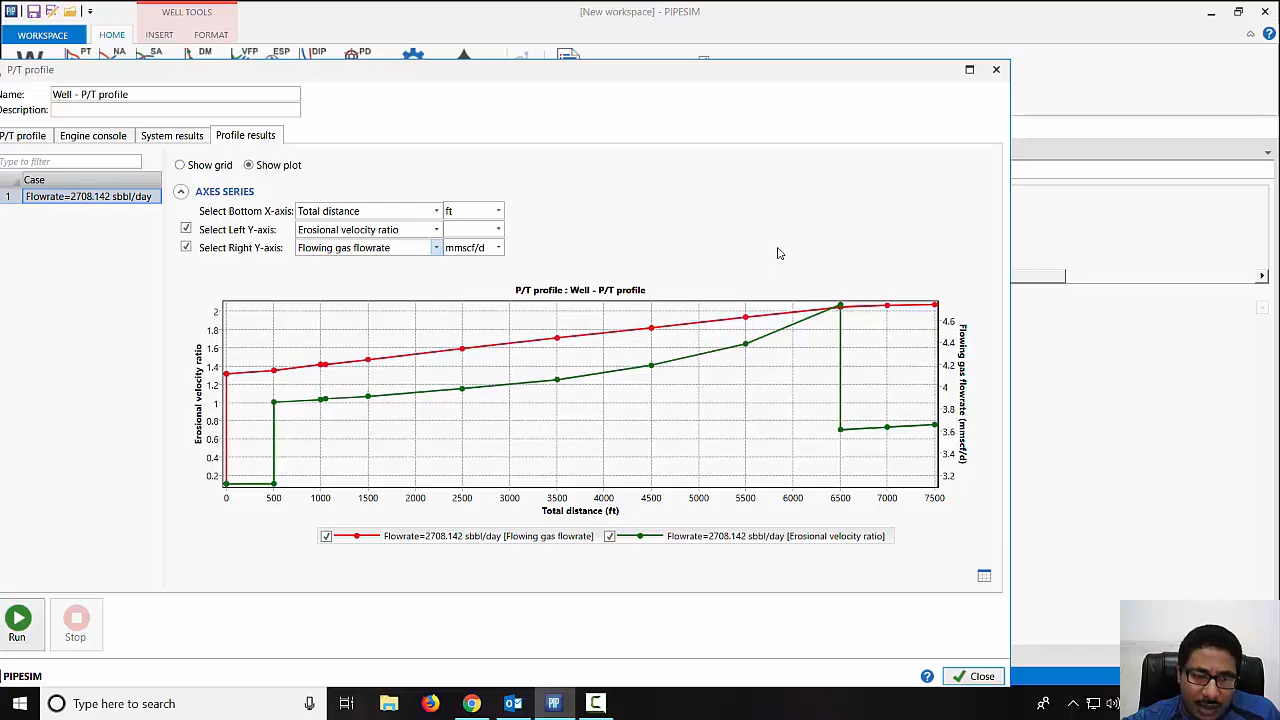 WELL TOOLS
[New workspace] - PIPESIM
WORKSPACE HOME INSERT FORMAT
PT NA SA DM VFP ESP DIP PD
P/T profile
Name: Well - P/T profile
Description:
P/T profile Engine console System results Profile results
Type to filter
Case
1 Flowrate=2708.142 sbbl/day
Show grid Show plot
AXES SERIES
Select Bottom X-axis: Total distance ft
Select Left Y-axis: Erosional velocity ratio
Select Right Y-axis: Flowing gas flowrate mmscf/d
P/T profile : Well - P/T profile
Erosional velocity ratio
2
1.8
1.6
1.4
1.2
1
0.8
0.6
0.4
0.2
4.6
4.4
4.2
4
3.8
3.6
3.4
3.2
Flowing gas flowrate (mmscf/d)
0 500 1000 1500 2000 2500 3000 3500 4000 4500 5000 5500 6000 6500 7000 7500
Total distance (ft)
Flowrate=2708.142 sbbl/day [Flowing gas flowrate] Flowrate=2708.142 sbbl/day [Erosional velocity ratio]
Run Stop
PIPESIM
Close
Type here to search
PIP